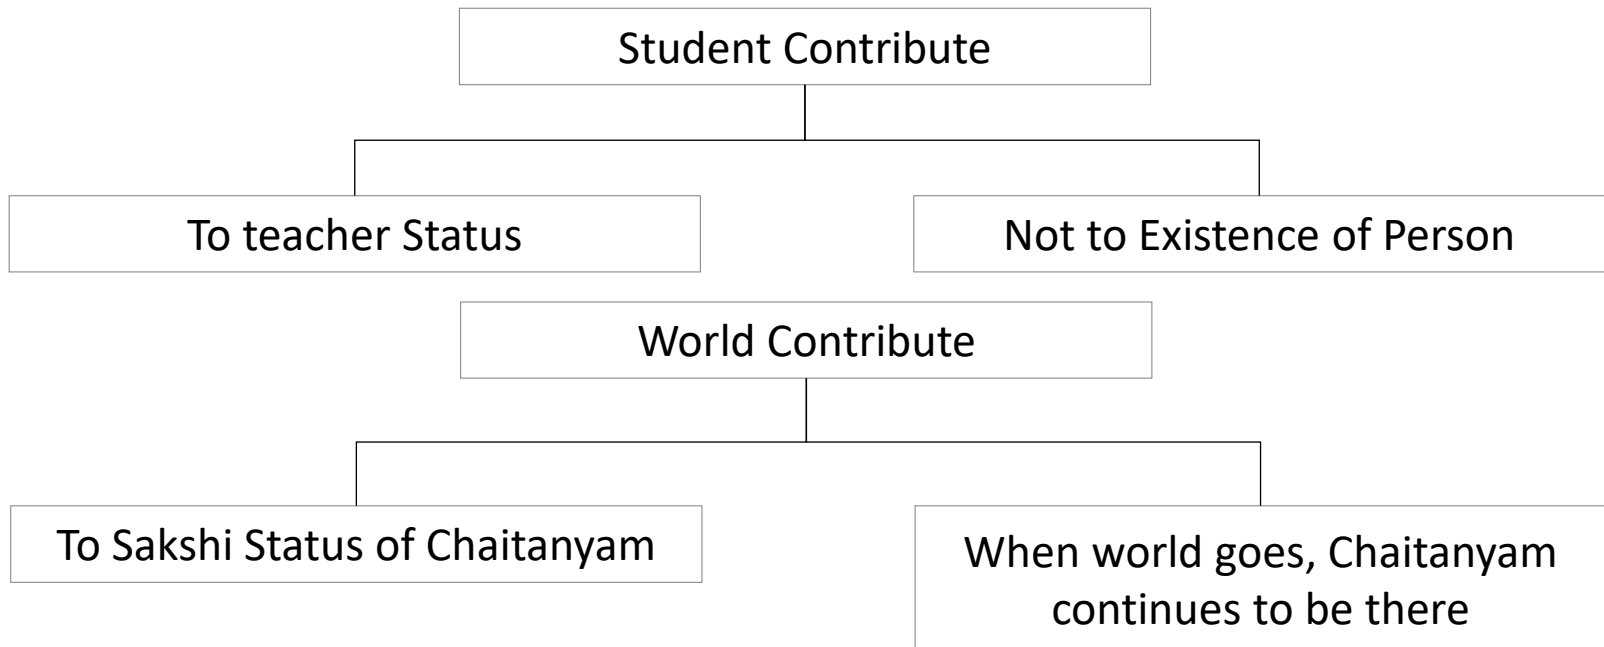 Student Contribute
To teacher Status
Not to Existence of Person
World Contribute
To Sakshi Status of Chaitanyam
When world goes, Chaitanyam
continues to be there